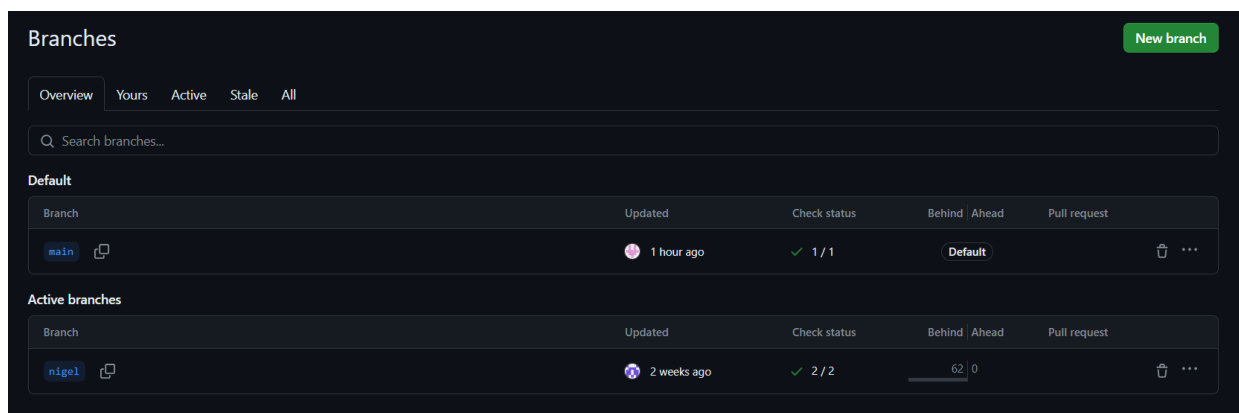 Branches
New branch
Overview Yours Active Stale All
Search branches...
Default
Branch Updated Check status Behind Ahead Pull request
main 1 hour ago 1 / 1 Default
Active branches
Branch Updated Check status Behind Ahead Pull request
nigel 2 weeks ago 2 / 2 62 0